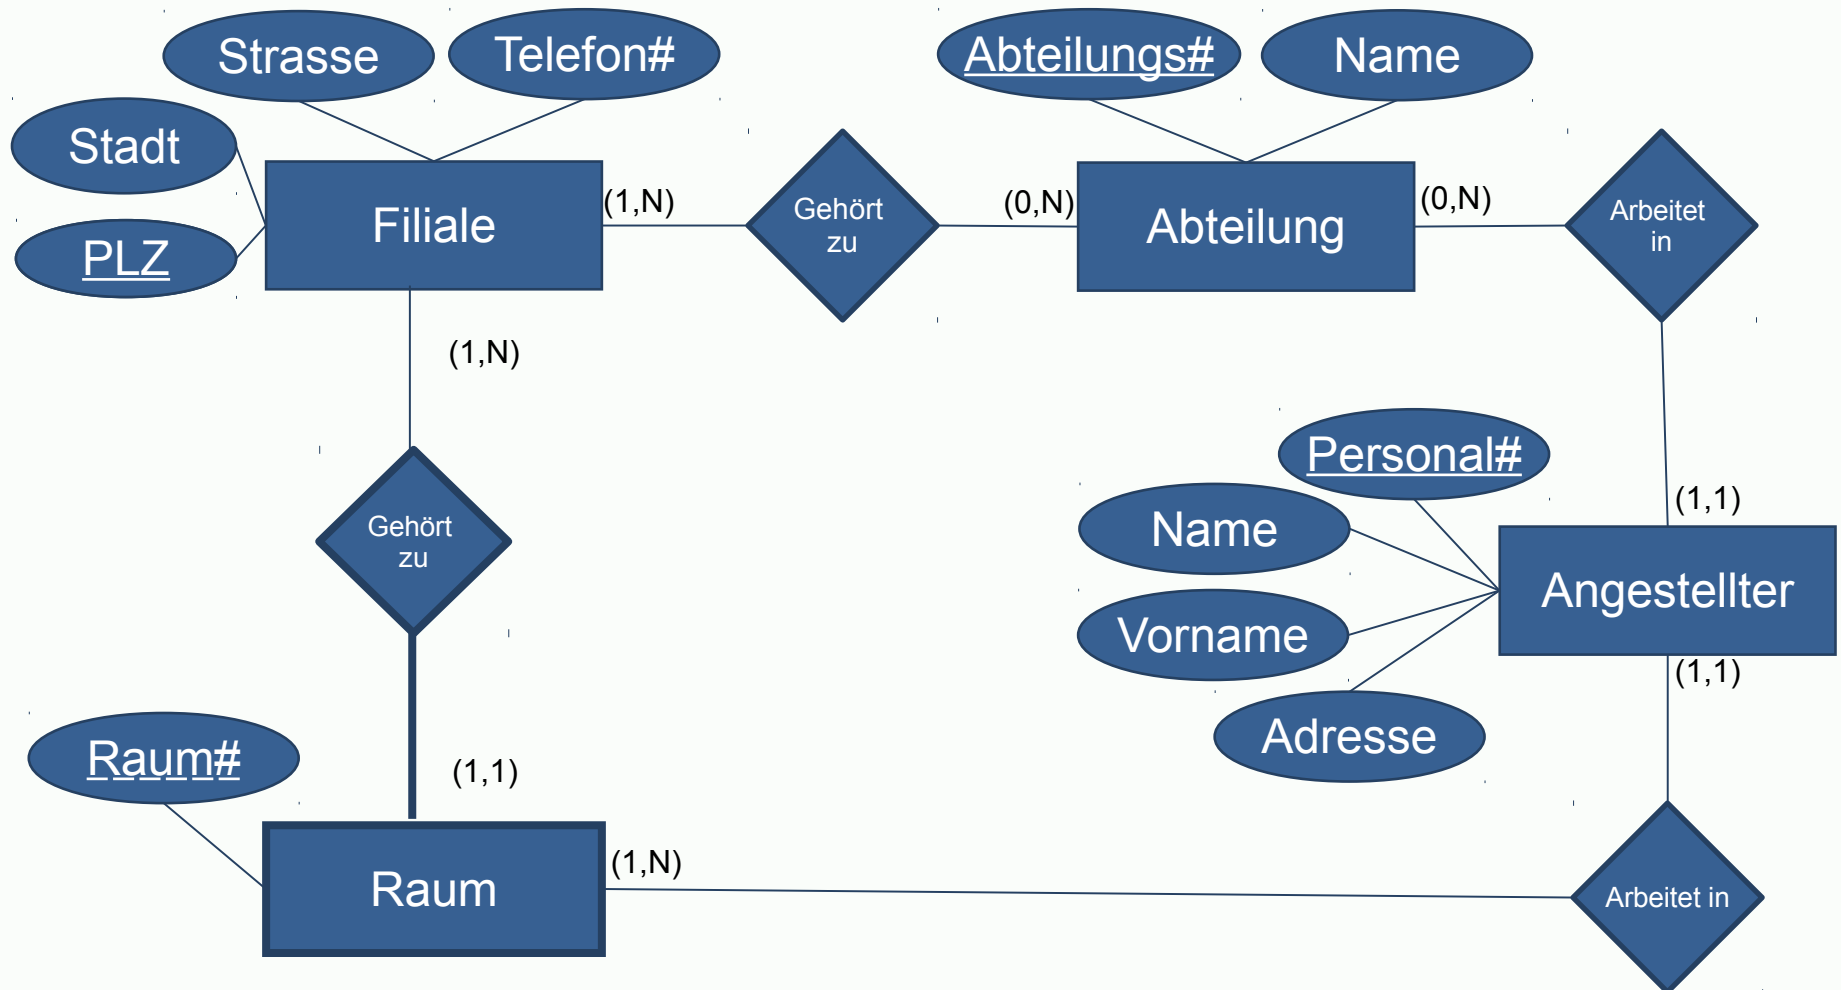 Strasse
Telefon#
Abteilungs#
Name
Stadt
PLZ
Filiale
(1,N)
Gehört
zu
(0,N)
Abteilung
(0,N)
Arbeitet
in
(1,N)
Gehört
zu
Personal#
Name
Vorname
Adresse
(1,1)
Angestellter
(1,1)
Raum#
(1,1)
Raum
(1,N)
Arbeitet in